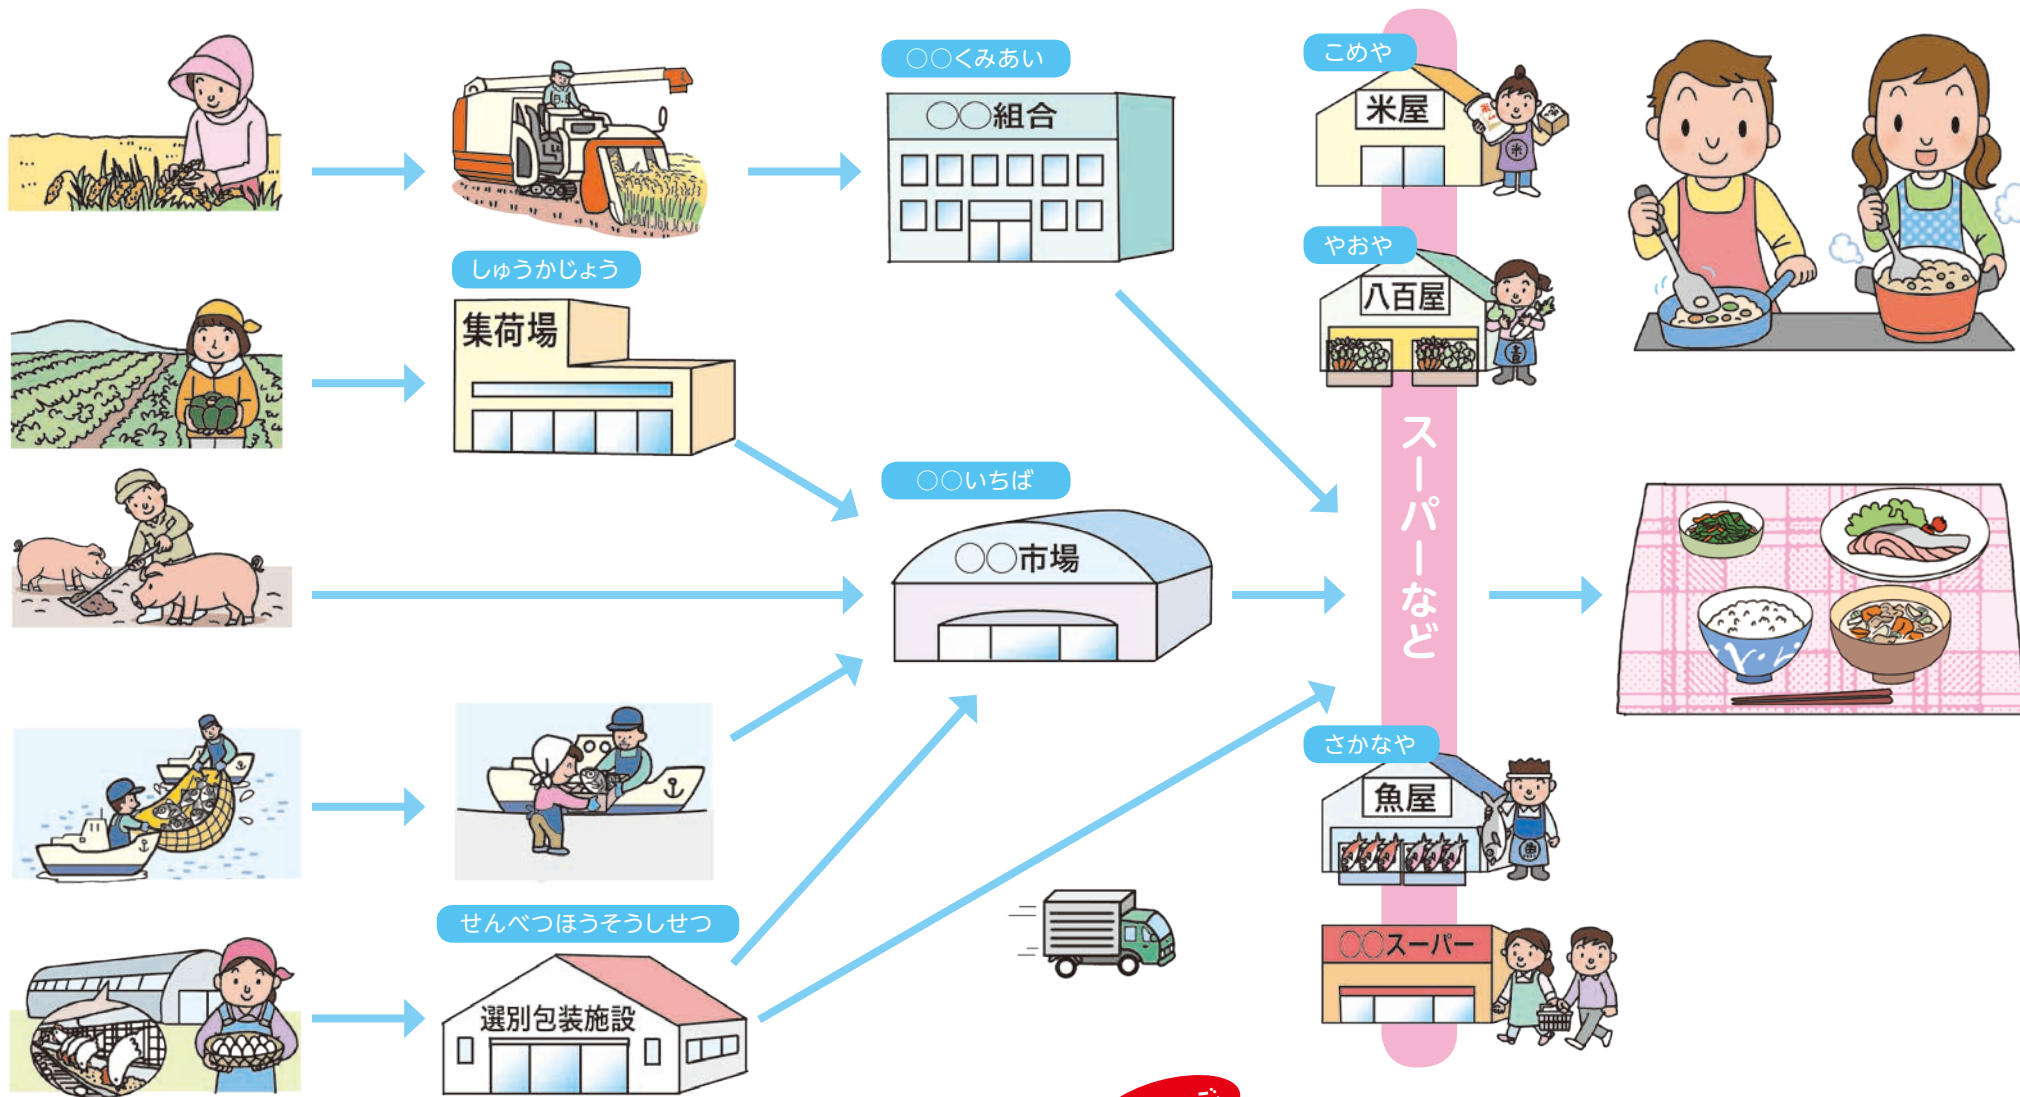 ○○くみあい
○○組合
こめや
米屋
米
やおや
八百屋
しゅうかじょう
集荷場
スーパーなど
○○いちば
○○市場
さかなや
魚屋
魚
せんべつほうそうしせつ
選別包装施設
○○スーパー